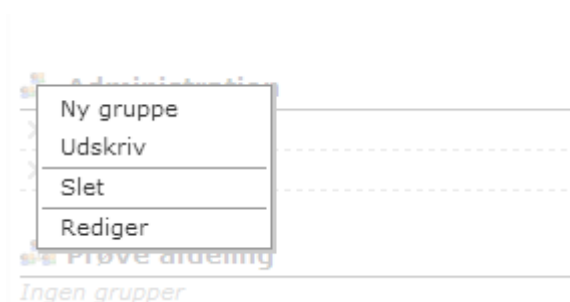 Administration
Ny gruppe
Udskriv
Slet
Rediger
Prøve afdeling
Ingen grupper